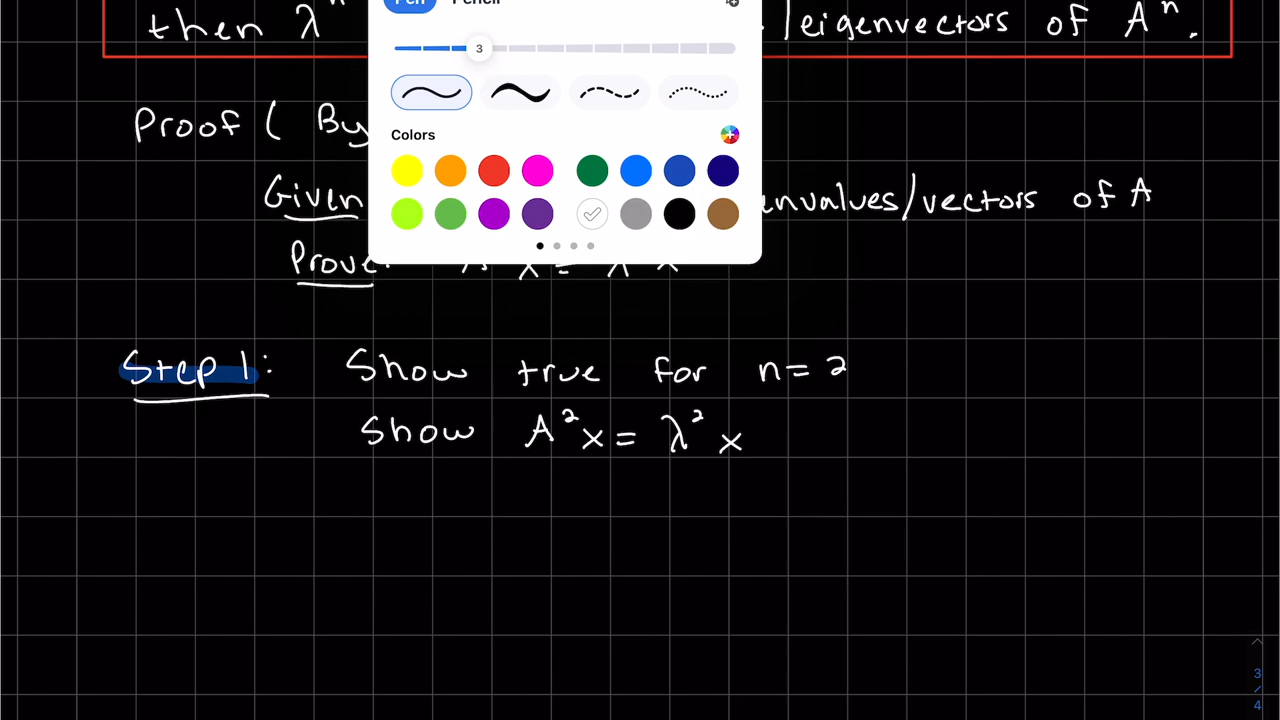 Pen Pencil
then λⁿ /eigenvectors of Aⁿ.
3
Proof ( By
Colors
Given envalues/vectors of A
Prove: x = x
Step 1: Show true for n = 2
Show A²x = λ²x
3
/
4